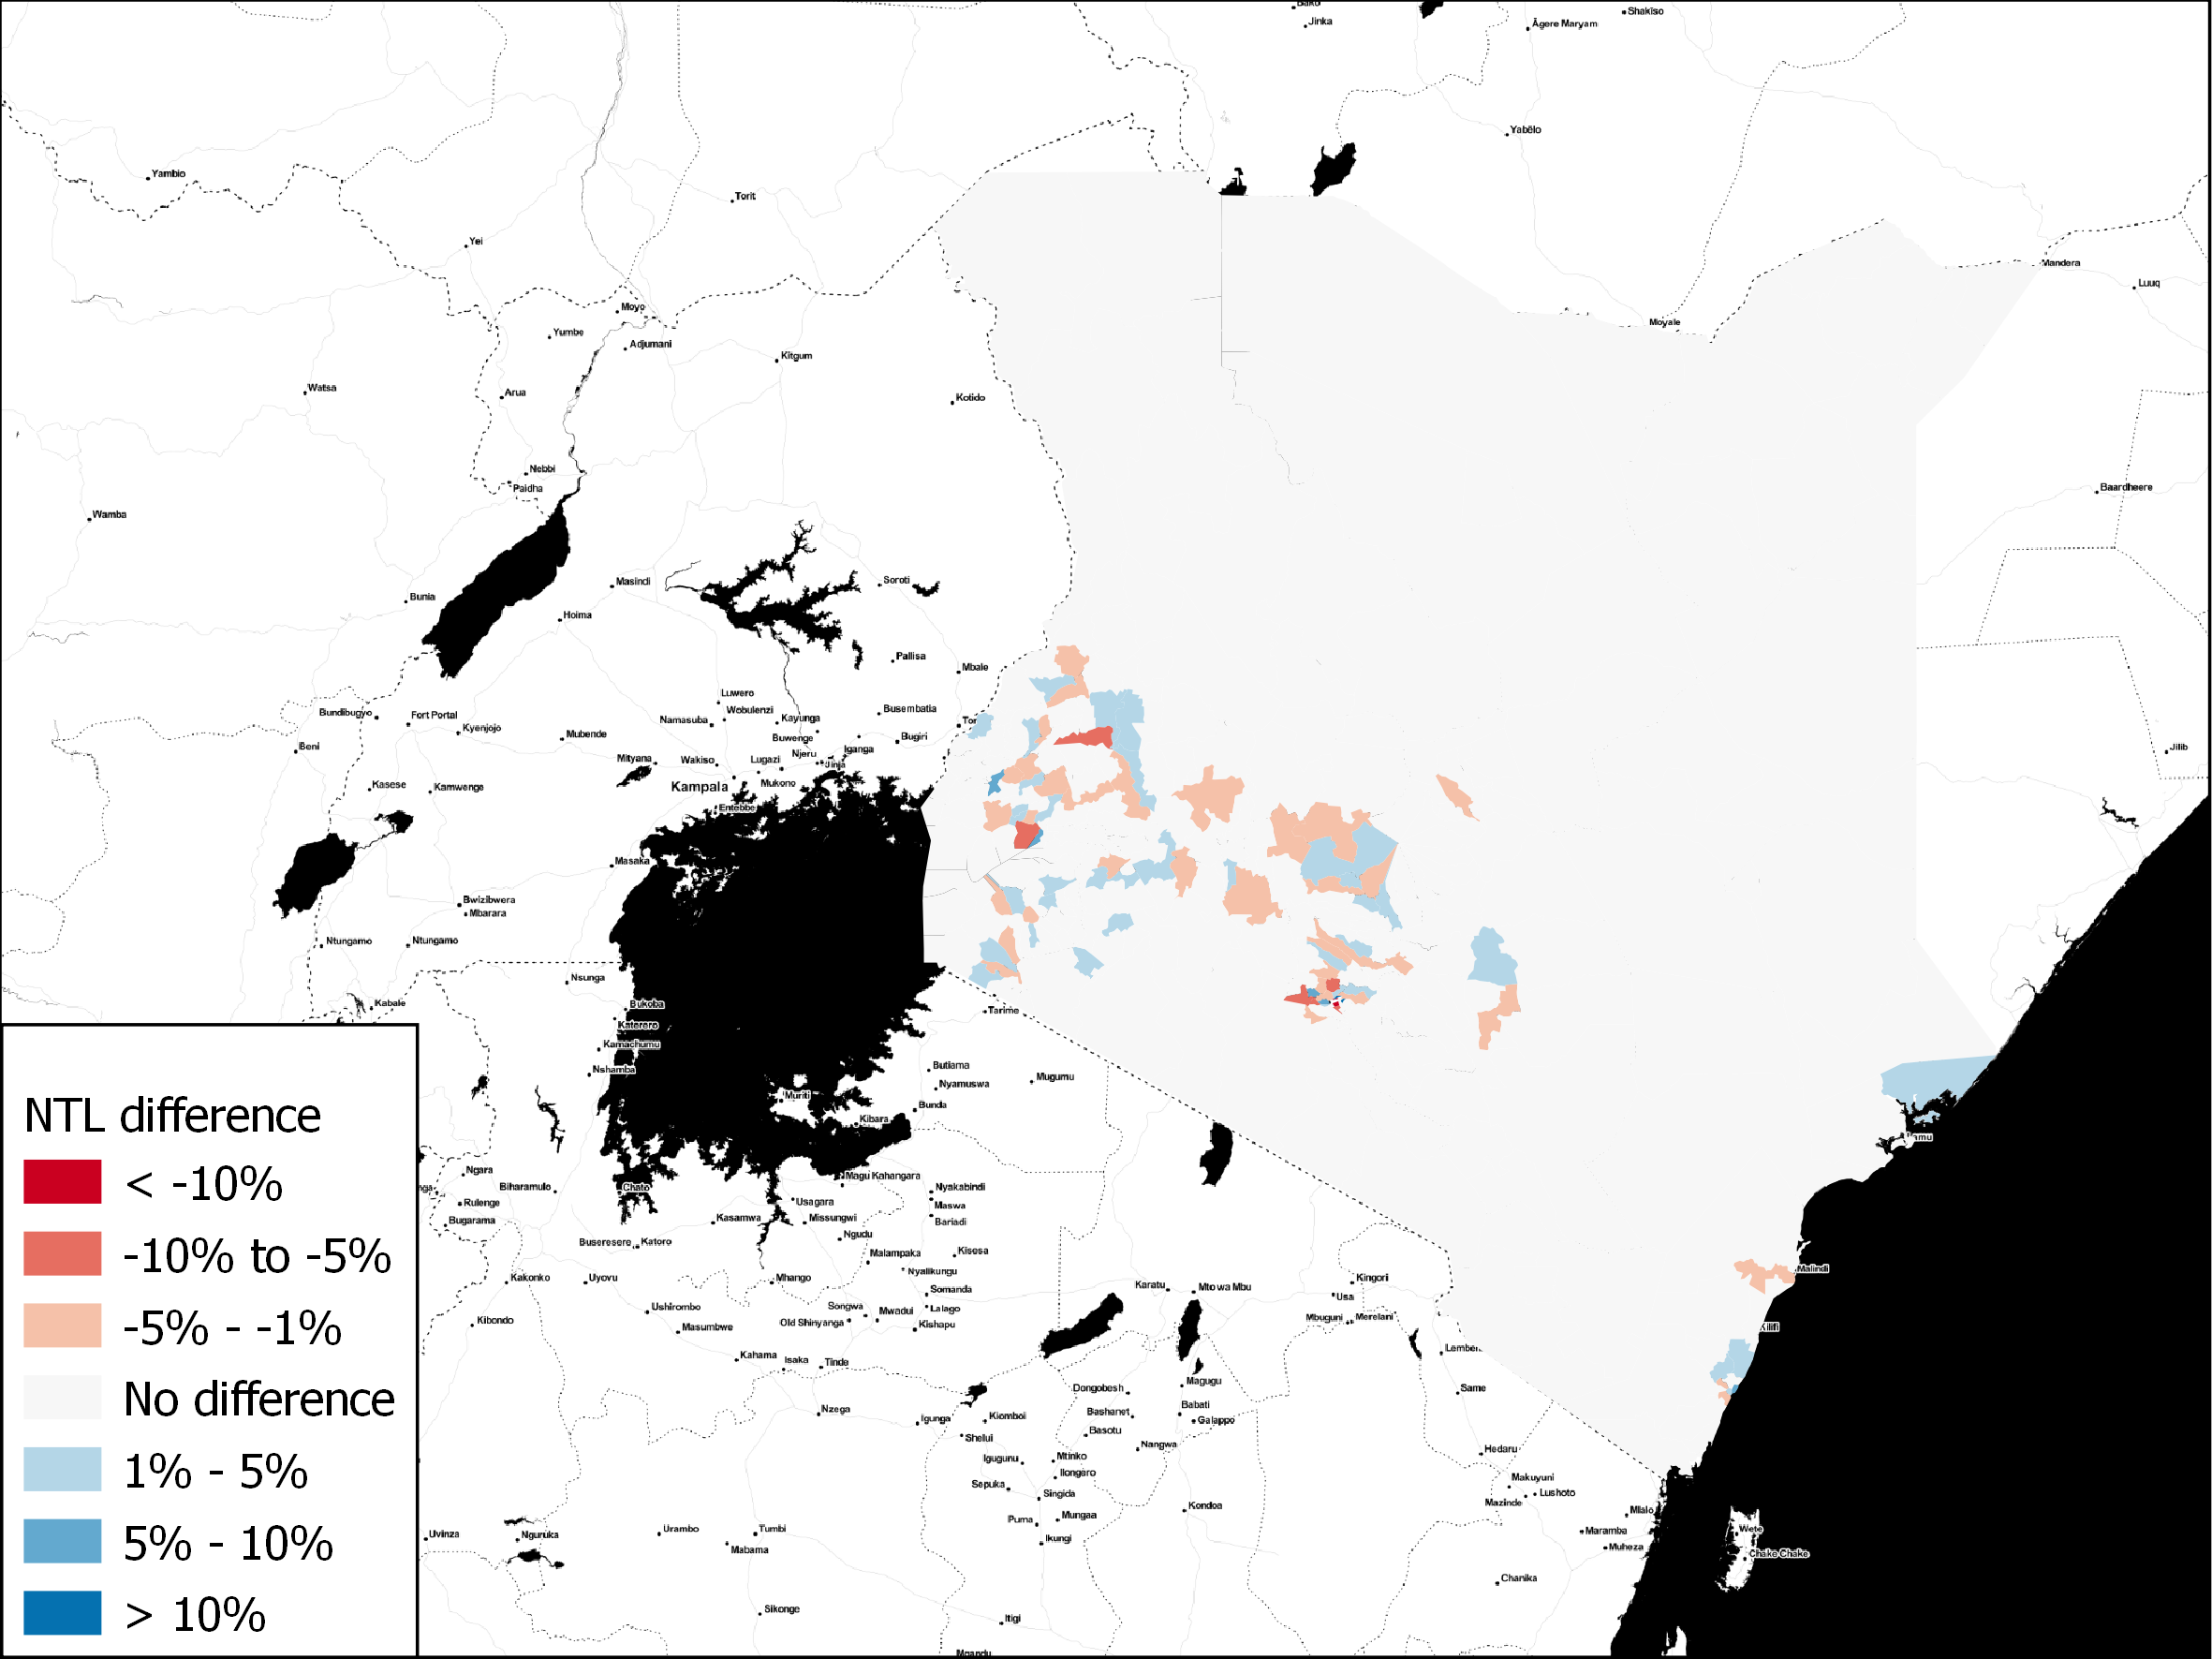 Bako
Jinka
Shakiso
Ägere Maryam
Yabēlo
Yambio
Torit
Yei
Mandera
Luuq
Moyo
Moyale
Yumbe
Adjumani
Kitgum
Watsa
Arua
Kotido
Nebbi
Paidha
Baardheere
Wamba
Masindi
Soroti
Bunia
Hoima
Pallisa
Mbale
Luwero
Bundibugyo
Fort Portal
Wobulenzi
Busembatia
Namasuba
Kayunga
Kyenjojo
Mubende
Buwenge
Bugiri
Beni
Iganga
Njeru
Jilib
Mityana
Wakiso
Lugazi
Jinja
Kasese
Kamwenge
Kampala
Mukono
Entebbe
Masaka
Bwizibwera
Mbarara
Ntungamo
Ntungamo
Nsunga
Kabale
Bukoba
Tarime
Katerero
Kamachumu
Nshamba
Butiama
Nyamuswa
Mugumu
Muriti
Bunda
Kibara
Ngara
Magu Kahangara
Biharamulo
Chato
Nyakabindi
Rulenge
Usagara
Maswa
Bugarama
Kasamwa
Missungwi
Bariadi
Ngudu
Buseresere
Katoro
Malampaka
Kisesa
Malindi
Nyalikungu
Kakonko
Uyovu
Mhango
Karatu
Mto wa Mbu
Kingori
Somanda
Usa
Ushirombo
Songwa
Mwadui
Lalago
Kibondo
Masumbwe
Old Shinyanga
Kishapu
Mbuguni
Merelani
Kahama
Isaka
Tinde
Magugu
Dongobesh
Same
Nzega
Babati
Igunga
Kiomboi
Bashanet
Galappo
Shelui
Basotu
Nangwa
Hedaru
Igugunu
Mtinko
Ilongero
Makuyuni
Sepuka
Singida
Mazinde
Lushoto
Kondoa
Mlalo
Puma
Mungaa
Wete
Uvinza
Nguruka
Urambo
Tumbi
Ikungi
Maramba
Mabama
Muheza
Chake Chake
Chanika
Sikonge
Itigi
Mgandu
NTL difference
< -10%
-10% to -5%
-5% - -1%
No difference
1% - 5%
5% - 10%
> 10%